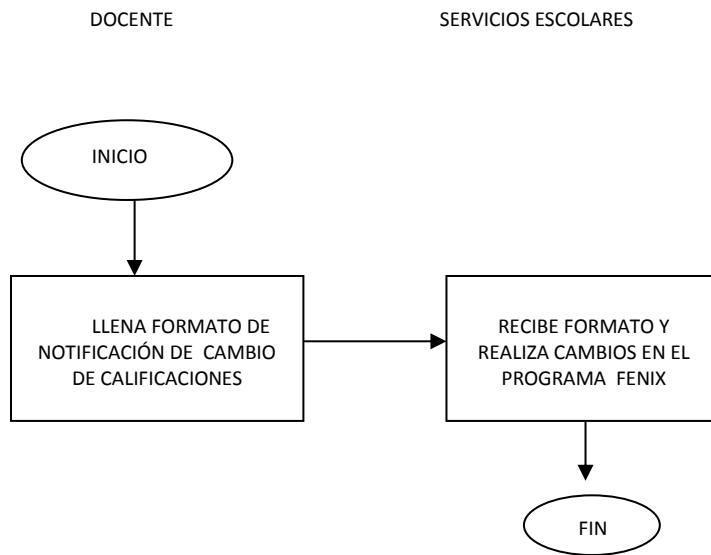 DOCENTE
SERVICIOS ESCOLARES
INICIO
LLENA FORMATO DE
NOTIFICACIÓN DE CAMBIO
DE CALIFICACIONES
RECIBE FORMATO Y
REALIZA CAMBIOS EN EL
PROGRAMA FENIX
FIN